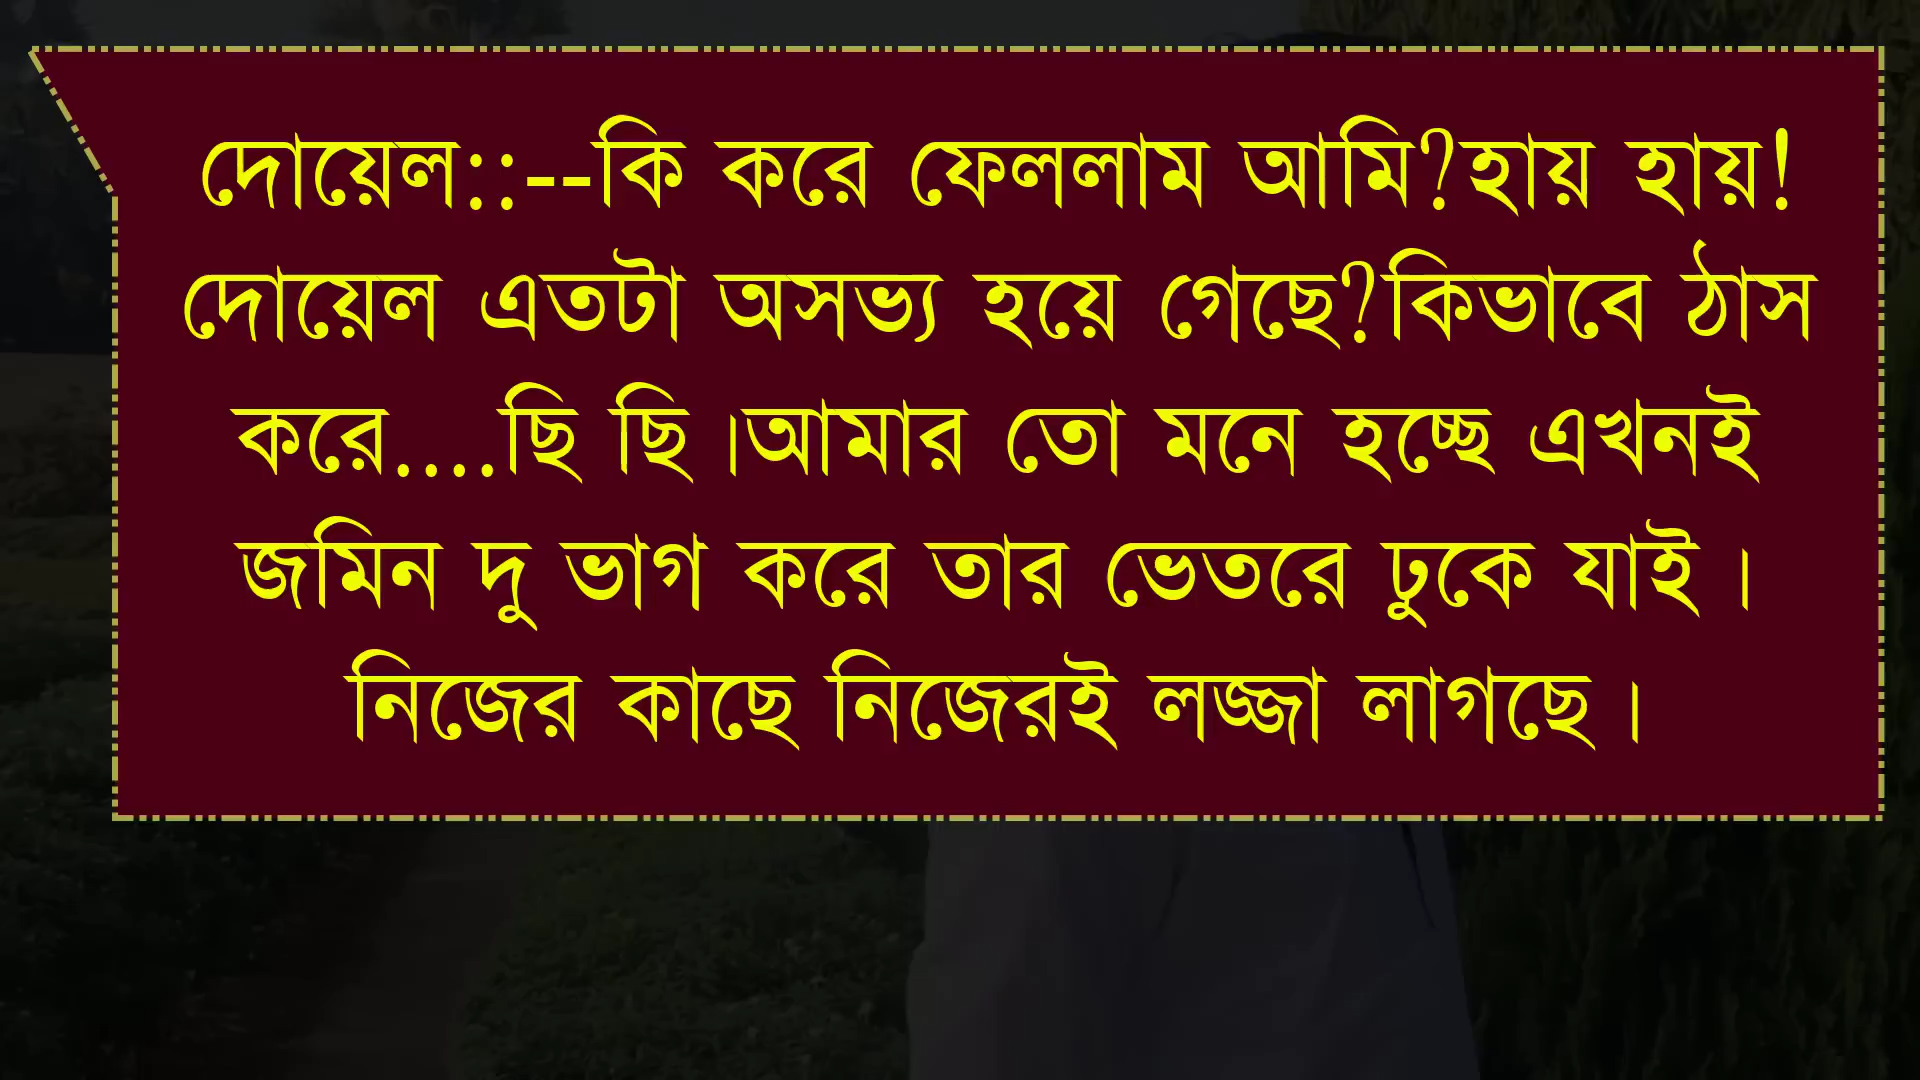 দোয়েল::--কি করে ফেললাম আমি?হায় হায়!
দোয়েল এতটা অসভ্য হয়ে গেছে?কিভাবে ঠাস
করে....ছি ছি।আমার তো মনে হচ্ছে এখনই
জমিন দু ভাগ করে তার ভেতরে ঢুকে যাই।
নিজের কাছে নিজেরই লজ্জা লাগছে।